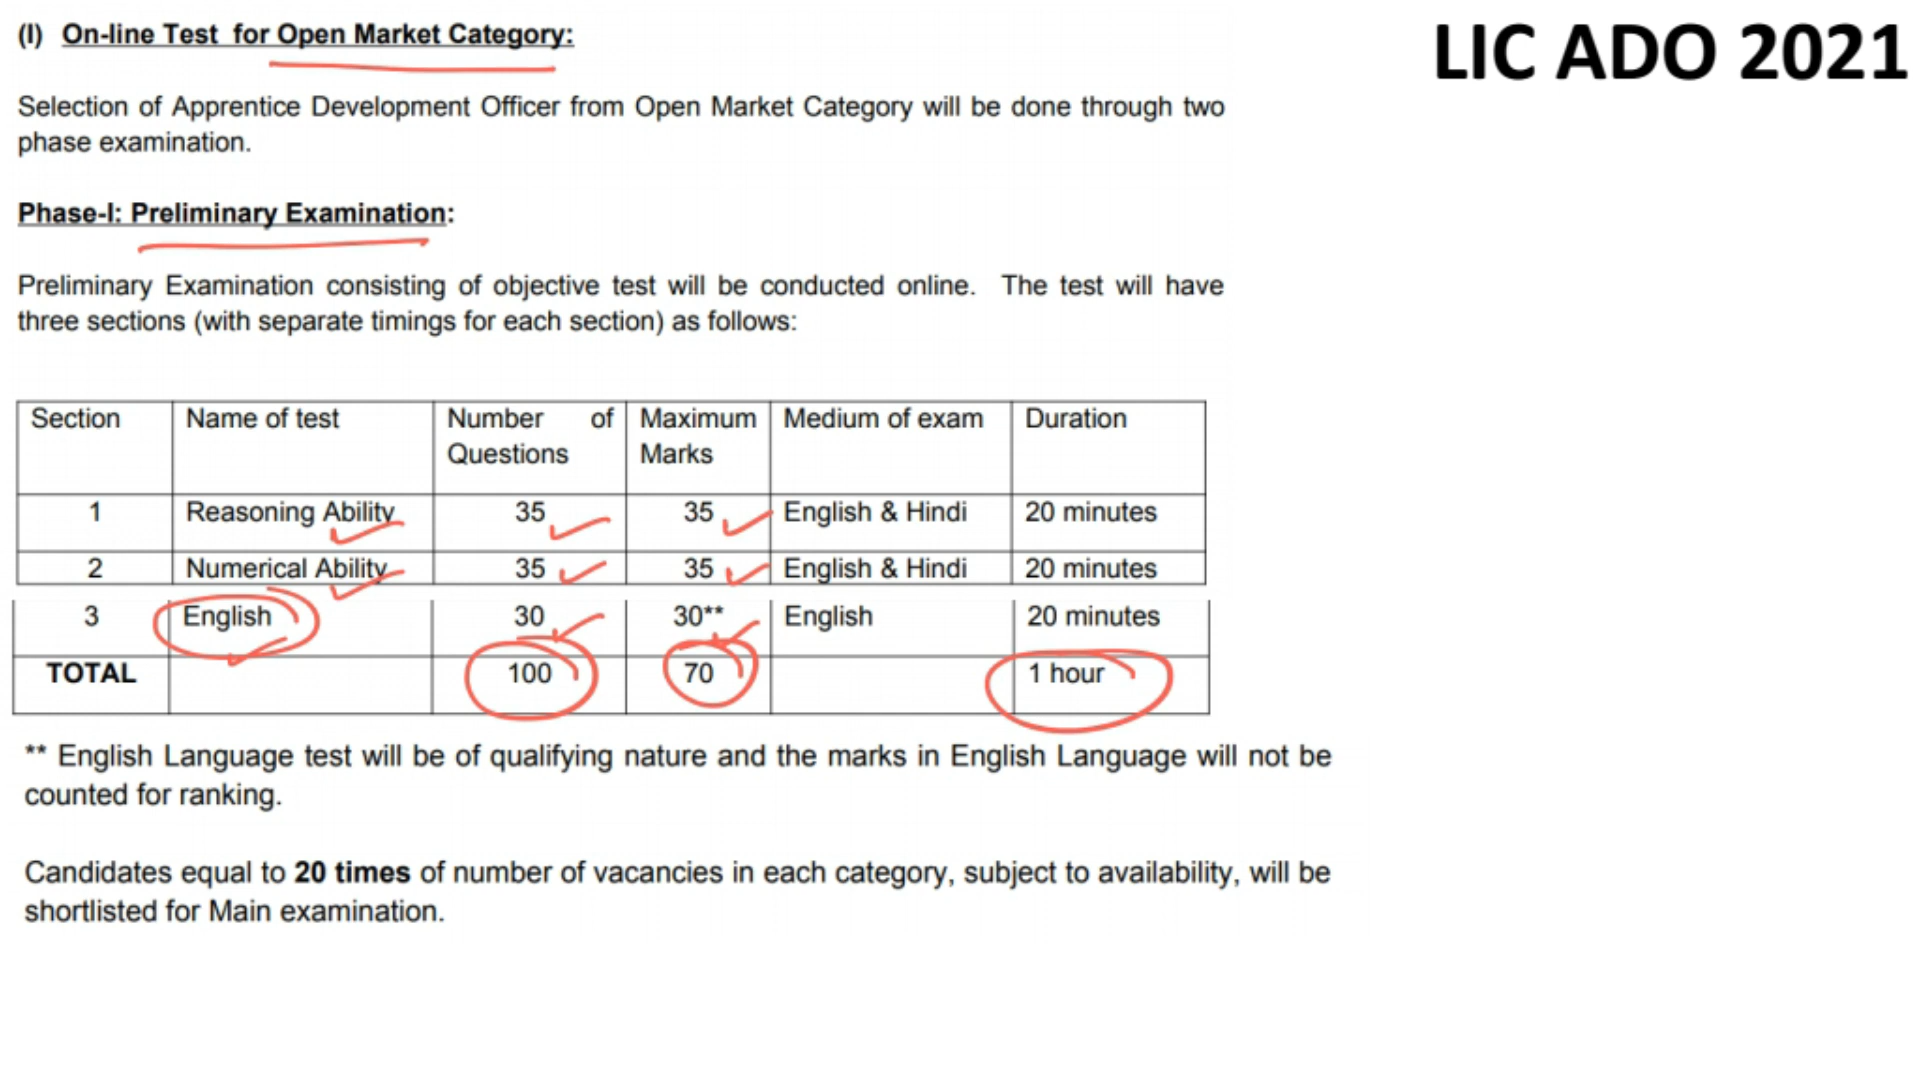 LIC ADO 2021
(I) On-line Test for Open Market Category:
Selection of Apprentice Development Officer from Open Market Category will be done through two
phase examination.
Phase-I: Preliminary Examination:
Preliminary Examination consisting of objective test will be conducted online. The test will have
three sections (with separate timings for each section) as follows:
Section Name of test Number of Questions Maximum Marks Medium of exam Duration
1 Reasoning Ability 35 35 English & Hindi 20 minutes
2 Numerical Ability 35 35 English & Hindi 20 minutes
3 English 30 30** English 20 minutes
TOTAL 100 70 1 hour
** English Language test will be of qualifying nature and the marks in English Language will not be
counted for ranking.
Candidates equal to 20 times of number of vacancies in each category, subject to availability, will be
shortlisted for Main examination.